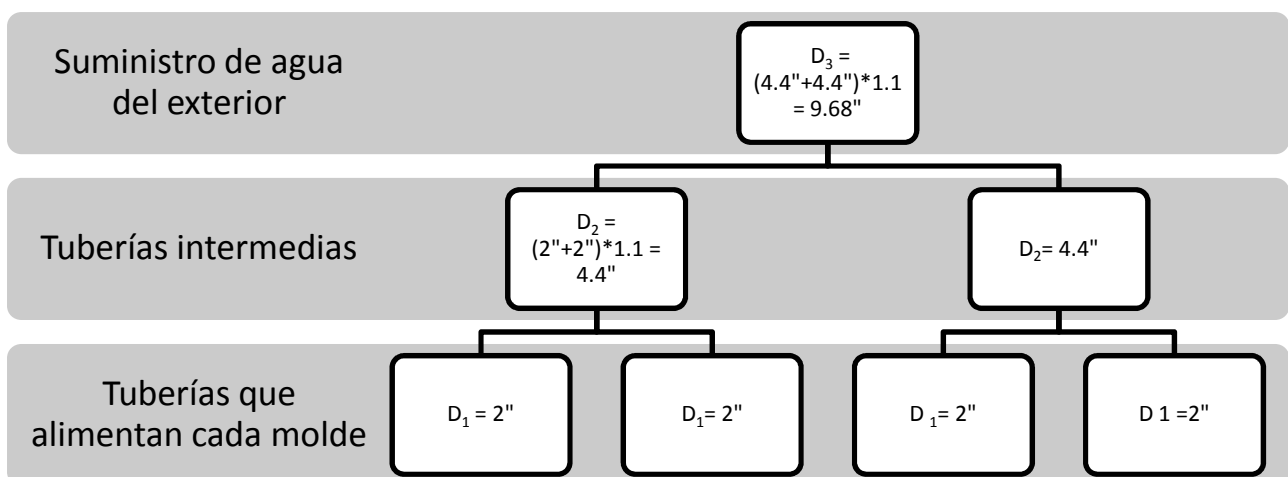 Suministro de agua
del exterior
D₃ =
(4.4"+4.4")*1.1
= 9.68"
Tuberías intermedias
D₂ =
(2"+2")*1.1 =
4.4"
D₂= 4.4"
Tuberías que
alimentan cada molde
D₁ = 2"
D₁= 2"
D ₁= 2"
D 1 =2"